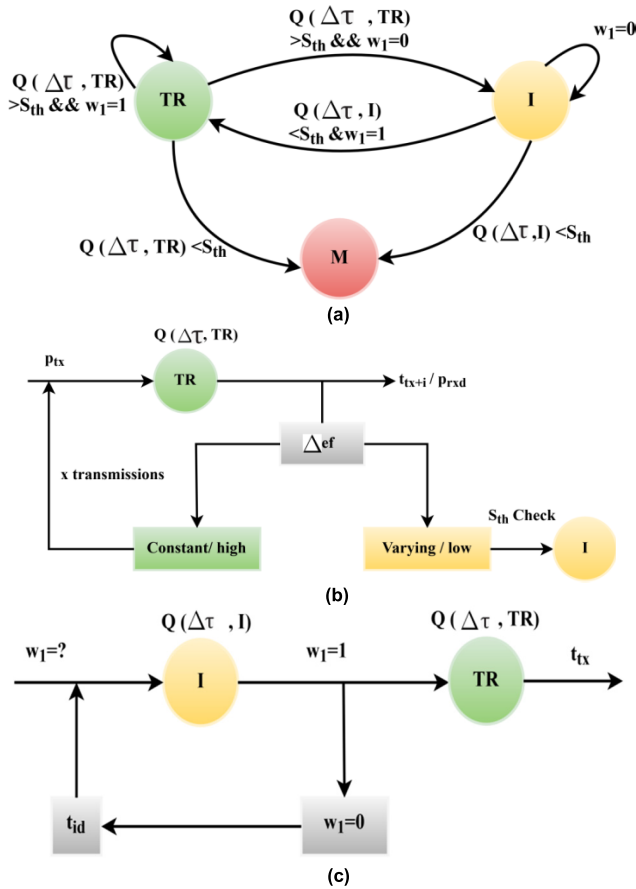 Q ( Δτ , TR)
>Sth && w1=0
w1=0
Q ( Δτ , TR)
>Sth && w1=1
TR
Q ( Δτ , I)
<Sth &w1=1
I
Q ( Δτ , TR) <Sth
M
Q ( Δτ,I) <Sth
(a)
Q ( Δτ, TR)
ptx
TR
ttx+i / prxd
Δef
x transmissions
Sth Check
Constant/ high
Varying / low
I
(b)
Q ( Δτ , I)
Q ( Δτ , TR)
w1=?
I
w1=1
TR
ttx
tid
w1=0
(c)